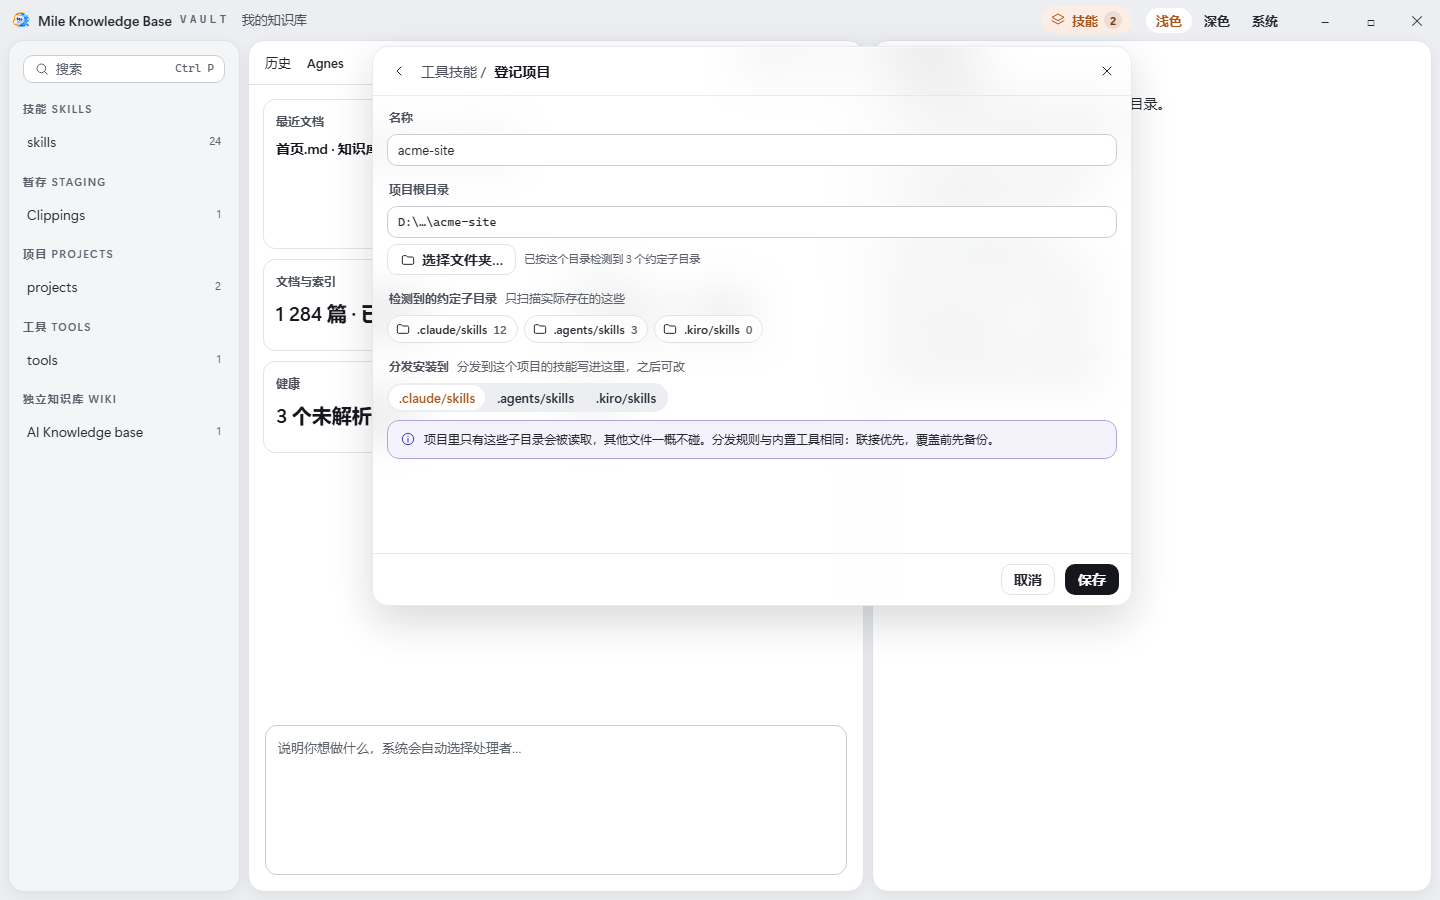 Mile Knowledge Base VAULT 我的知识库
技能 2
浅色 深色 系统
搜索 Ctrl P
技能 SKILLS
skills 24
暂存 STAGING
Clippings 1
项目 PROJECTS
projects 2
工具 TOOLS
tools 1
独立知识库 WIKI
AI Knowledge base 1
历史 Agnes
最近文档
首页.md · 知识库
文档与索引
1 284 篇 · 已
健康
3 个未解析
说明你想做什么，系统会自动选择处理者...
目录。
工具技能 / 登记项目
名称
acme-site
项目根目录
D:\…\acme-site
选择文件夹... 已按这个目录检测到 3 个约定子目录
检测到的约定子目录 只扫描实际存在的这些
.claude/skills 12 .agents/skills 3 .kiro/skills 0
分发安装到 分发到这个项目的技能写进这里，之后可改
.claude/skills .agents/skills .kiro/skills
项目里只有这些子目录会被读取，其他文件一概不碰。分发规则与内置工具相同：联接优先，覆盖前先备份。
取消 保存